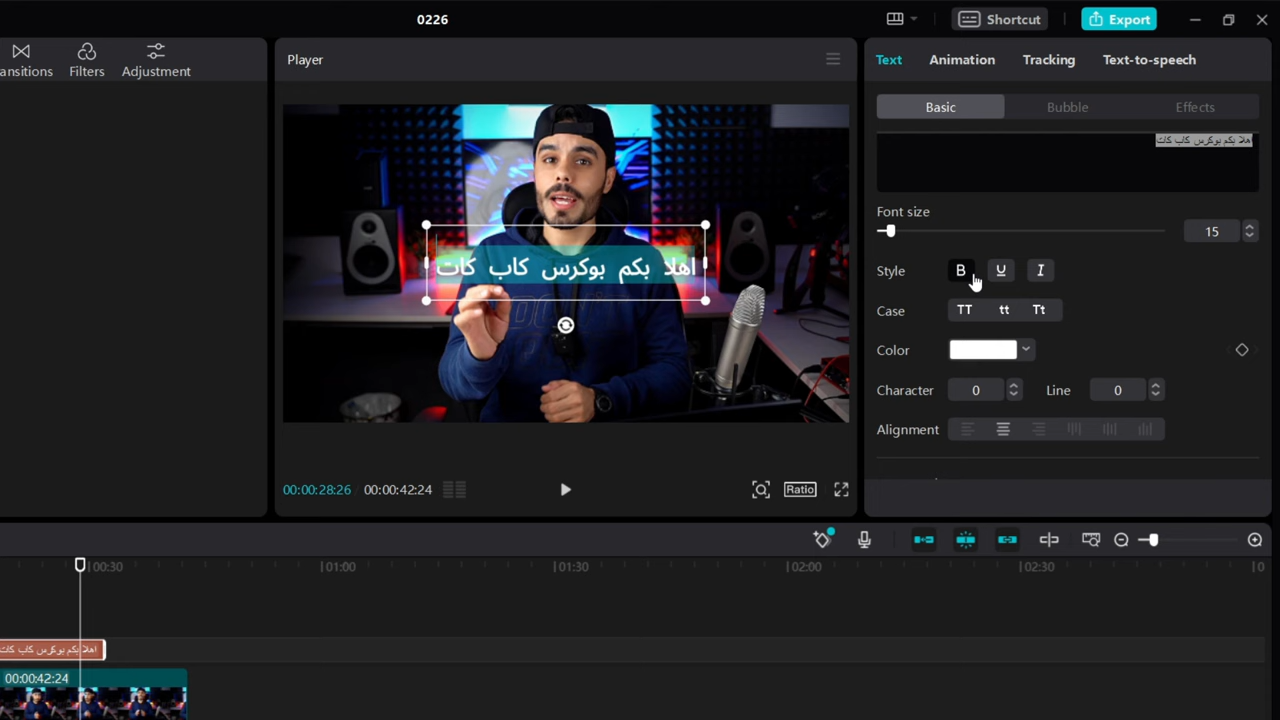 0226
Shortcut
Export
ansitions
Filters
Adjustment
Player
Text
Animation
Tracking
Text-to-speech
Basic
Bubble
Effects
اهلا بكم بوكرس كاب كات
Font size
15
اهلا بكم بوكرس كاب كات
Style
B
U
I
Case
TT
tt
Tt
Color
Character
0
Line
0
Alignment
00:00:28:26
00:00:42:24
Ratio
00:30
01:00
01:30
02:00
02:30
0
اهلا بكم بوكرس كاب كات
00:00:42:24